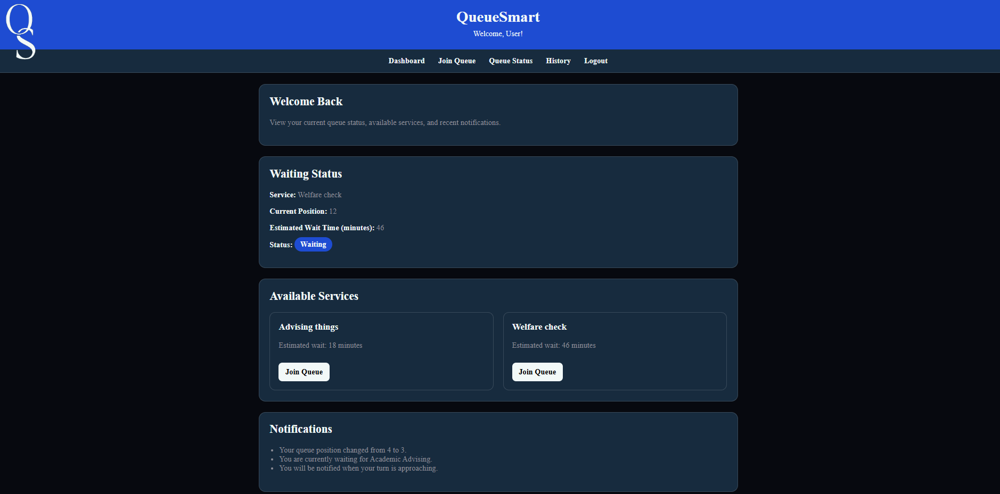 QS
QueueSmart
Welcome, User!
Dashboard Join Queue Queue Status History Logout
Welcome Back
View your current queue status, available services, and recent notifications.
Waiting Status
Service: Welfare check
Current Position: 12
Estimated Wait Time (minutes): 46
Status: Waiting
Available Services
Advising things
Estimated wait: 18 minutes
Join Queue
Welfare check
Estimated wait: 46 minutes
Join Queue
Notifications
• Your queue position changed from 4 to 3.
• You are currently waiting for Academic Advising.
• You will be notified when your turn is approaching.